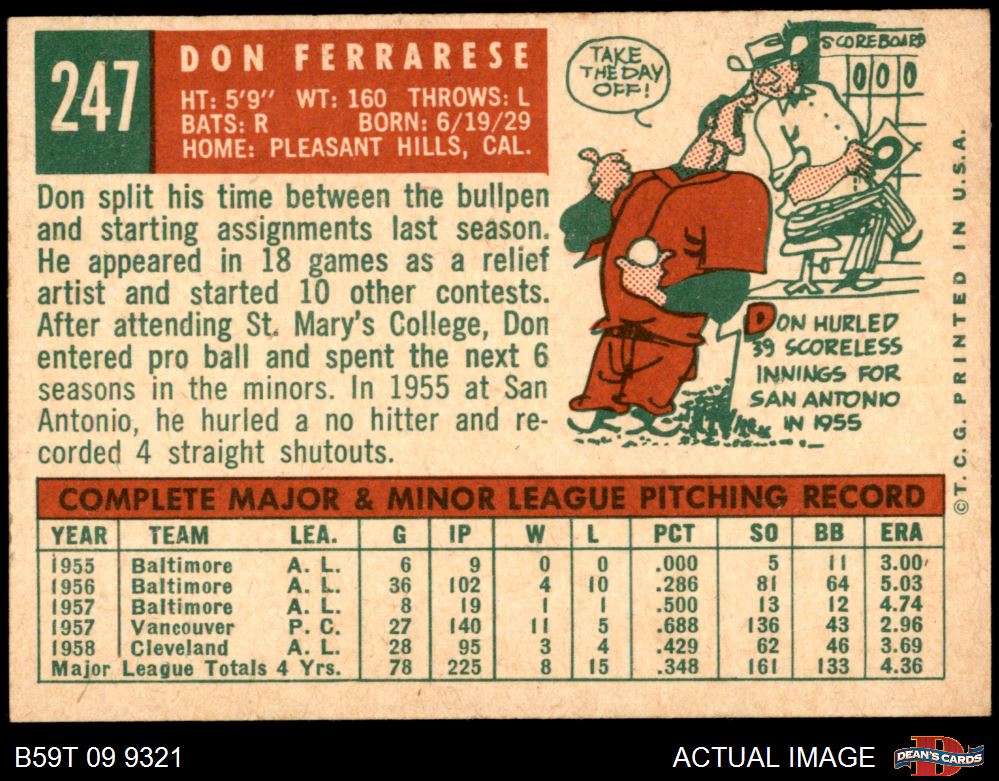 247
DON FERRARESE
HT: 5'9" WT: 160 THROWS: L
BATS: R BORN: 6/19/29
HOME: PLEASANT HILLS, CAL.
Don split his time between the bullpen
and starting assignments last season.
He appeared in 18 games as a relief
artist and started 10 other contests.
After attending St. Mary's College, Don
entered pro ball and spent the next 6
seasons in the minors. In 1955 at San
Antonio, he hurled a no hitter and re-
corded 4 straight shutouts.
TAKE
THE DAY
OFF!
SCOREBOARD
000
DON HURLED
39 SCORELESS
INNINGS FOR
SAN ANTONIO
IN 1955
©T. C. G. PRINTED IN U.S.A.
COMPLETE MAJOR & MINOR LEAGUE PITCHING RECORD
YEAR TEAM LEA. G IP W L PCT SO BB ERA
1955 Baltimore A. L. 6 9 0 0 .000 5 11 3.00
1956 Baltimore A. L. 36 102 4 10 .286 81 64 5.03
1957 Baltimore A. L. 8 19 1 1 .500 13 12 4.74
1957 Vancouver P. C. 27 140 11 5 .688 136 43 2.96
1958 Cleveland A. L. 28 95 3 4 .429 62 46 3.69
Major League Totals 4 Yrs. 78 225 8 15 .348 161 133 4.36
B59T 09 9321
ACTUAL IMAGE
DEAN'S CARDS